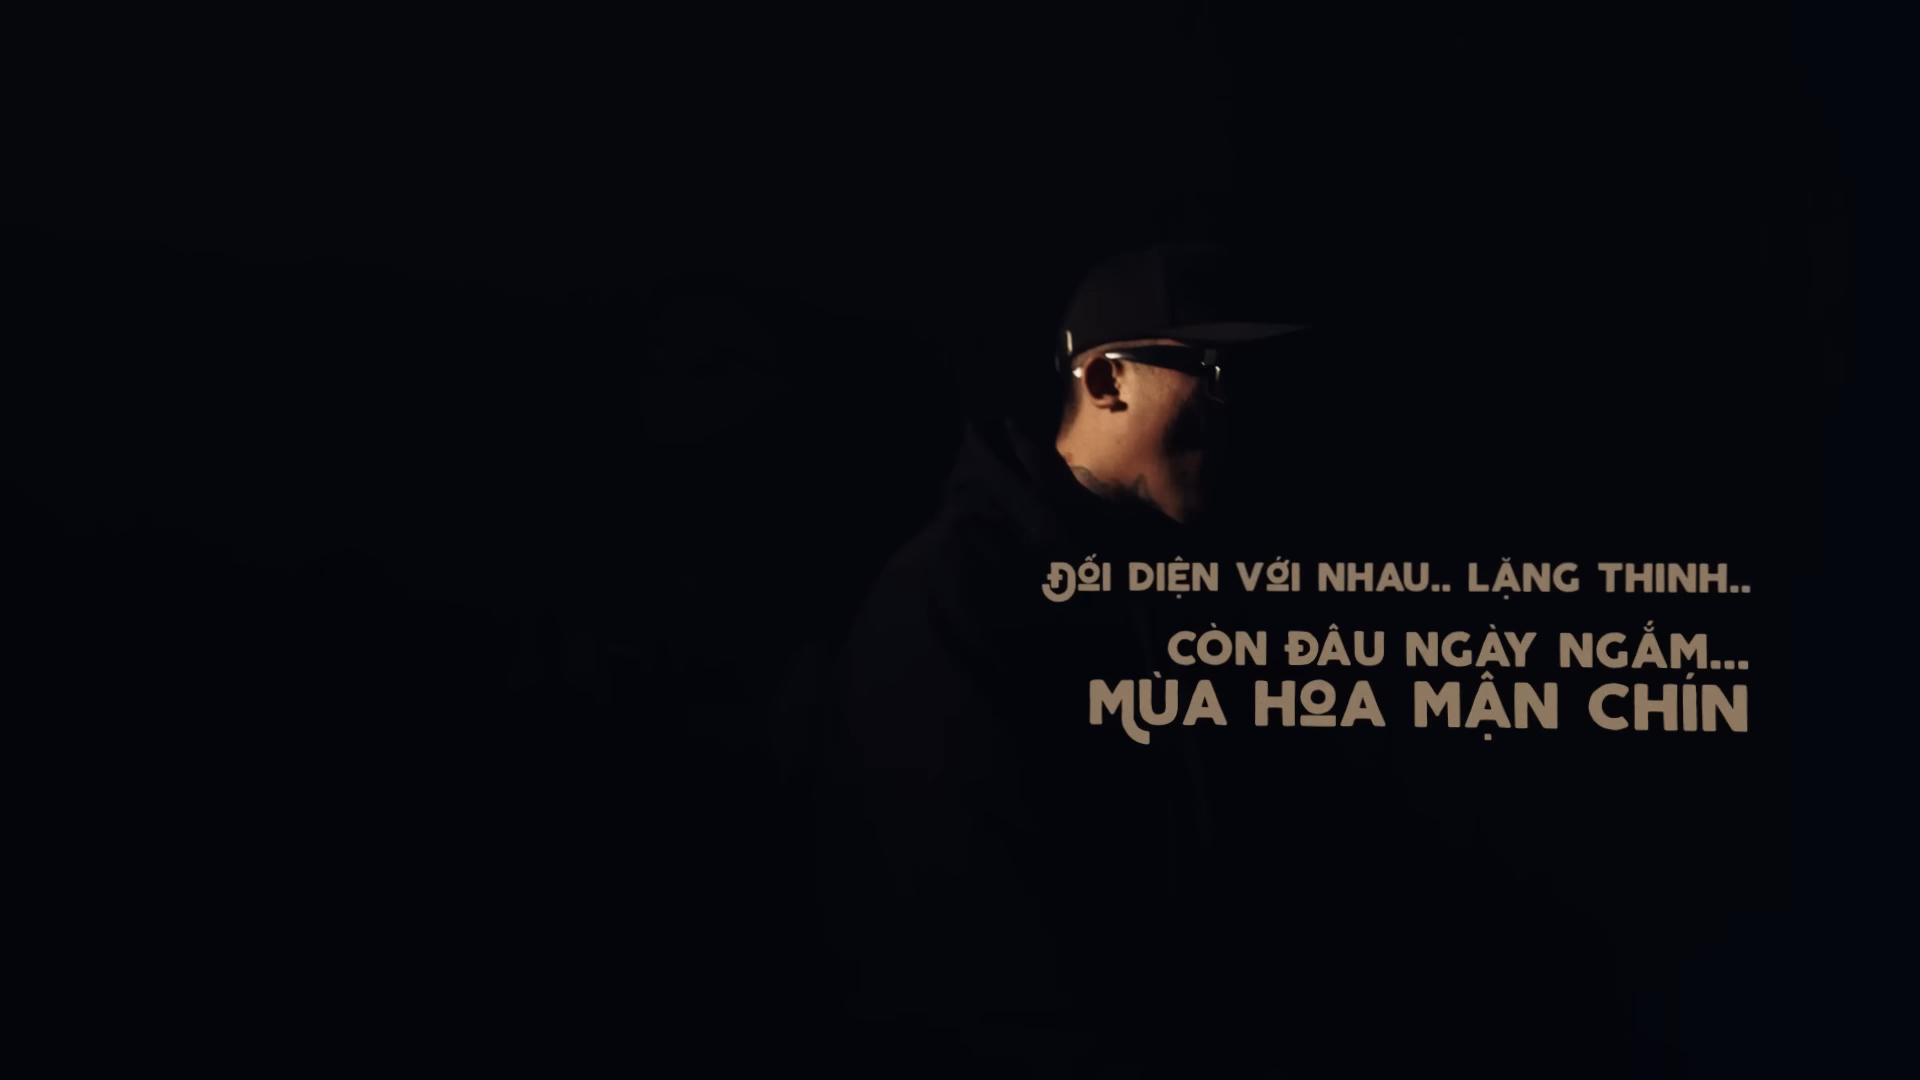 ĐỐI DIỆN VỚI NHAU.. LẶNG THINH..
CÒN ĐÂU NGÀY NGẮM...
MÙA HOA MẬN CHÍN